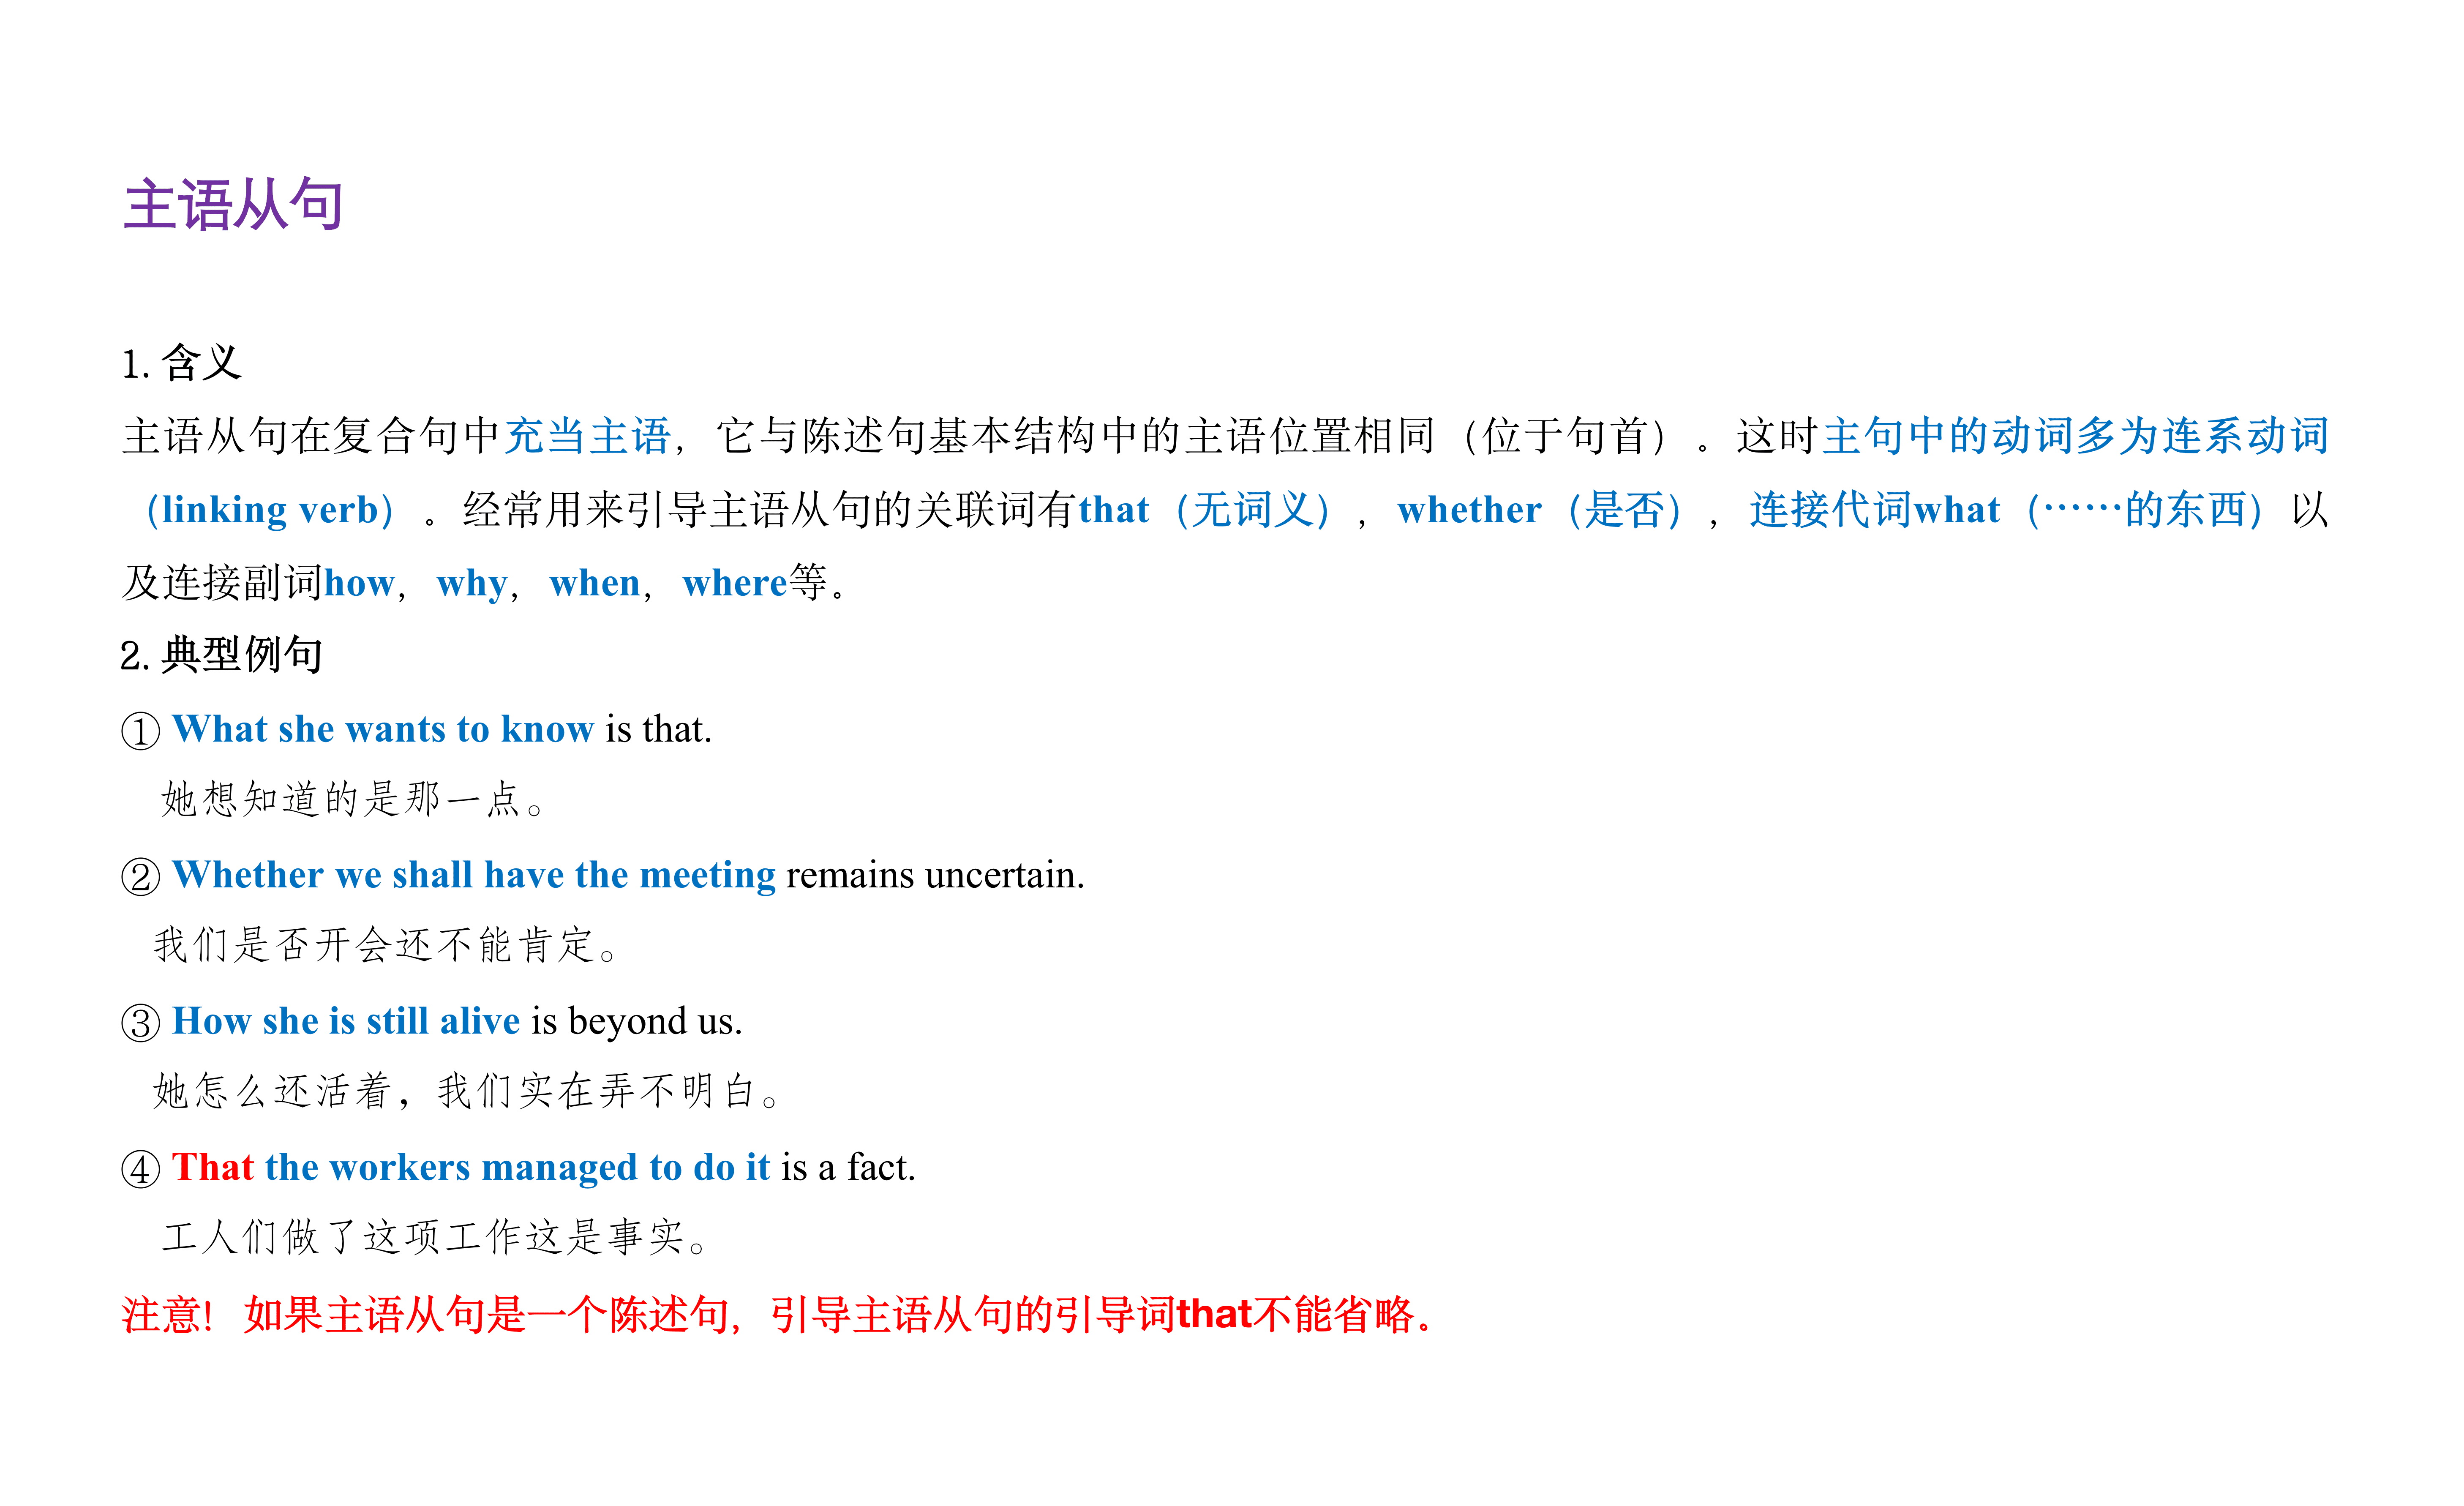 主语从句
1. 含义
主语从句在复合句中充当主语，它与陈述句基本结构中的主语位置相同（位于句首）。这时主句中的动词多为连系动词
（linking verb）。经常用来引导主语从句的关联词有that（无词义），whether（是否），连接代词what（……的东西）以
及连接副词how，why，when，where等。
2. 典型例句
① What she wants to know is that.
她想知道的是那一点。
② Whether we shall have the meeting remains uncertain.
我们是否开会还不能肯定。
③ How she is still alive is beyond us.
她怎么还活着，我们实在弄不明白。
④ That the workers managed to do it is a fact.
工人们做了这项工作这是事实。
注意！如果主语从句是一个陈述句，引导主语从句的引导词that不能省略。